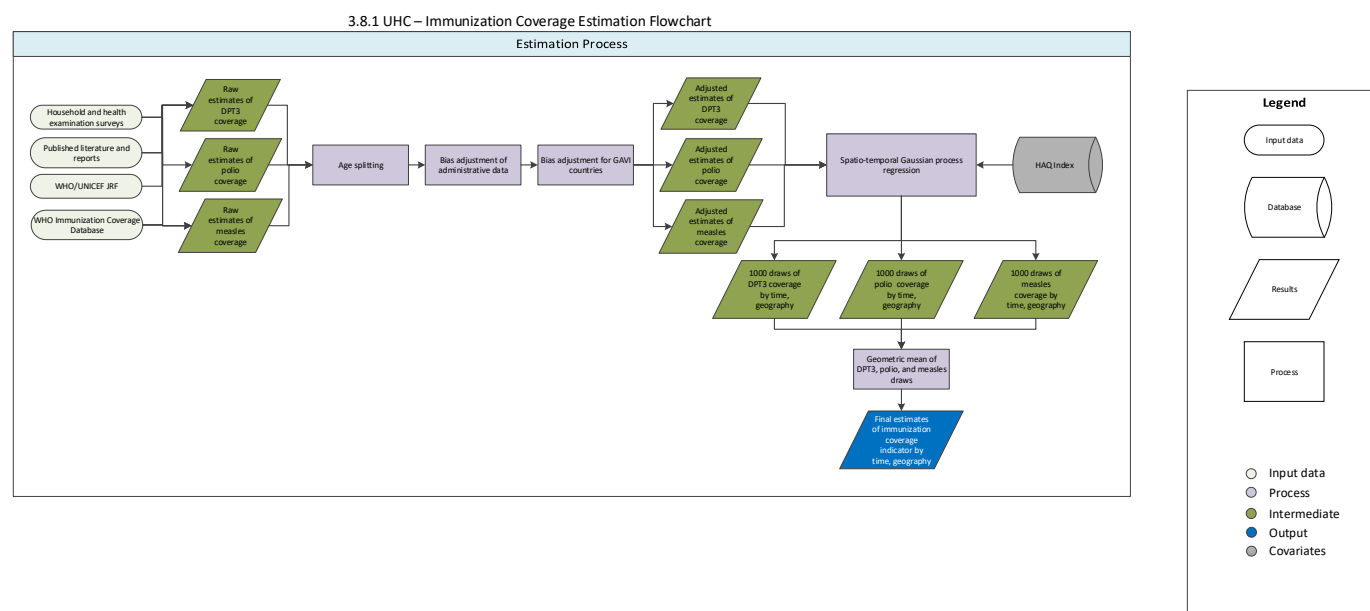 3.8.1 UHC – Immunization Coverage Estimation Flowchart
Estimation Process
Household and health
examination surveys
Published literature and
reports
WHO/UNICEF JRF
WHO Immunization Coverage
Database
Raw
estimates of
DPT3
coverage
Raw
estimates of
polio
coverage
Raw
estimates of
measles
coverage
Age splitting
Bias adjustment of
administrative data
Bias adjustment for GAVI
countries
Adjusted
estimates of
DPT3
coverage
Adjusted
estimates of
polio
coverage
Adjusted
estimates of
measles
coverage
Spatio-temporal Gaussian process
regression
HAQ Index
1000 draws of
DPT3 coverage
by time,
geography
1000 draws of
polio coverage
by time,
geography
1000 draws of
measles
coverage by
time, geography
Geometric mean of
DPT3, polio, and measles
draws
Final estimates
of immunization
coverage
indicator by
time, geography
Legend
Input data
Database
Results
Process
Input data
Process
Intermediate
Output
Covariates